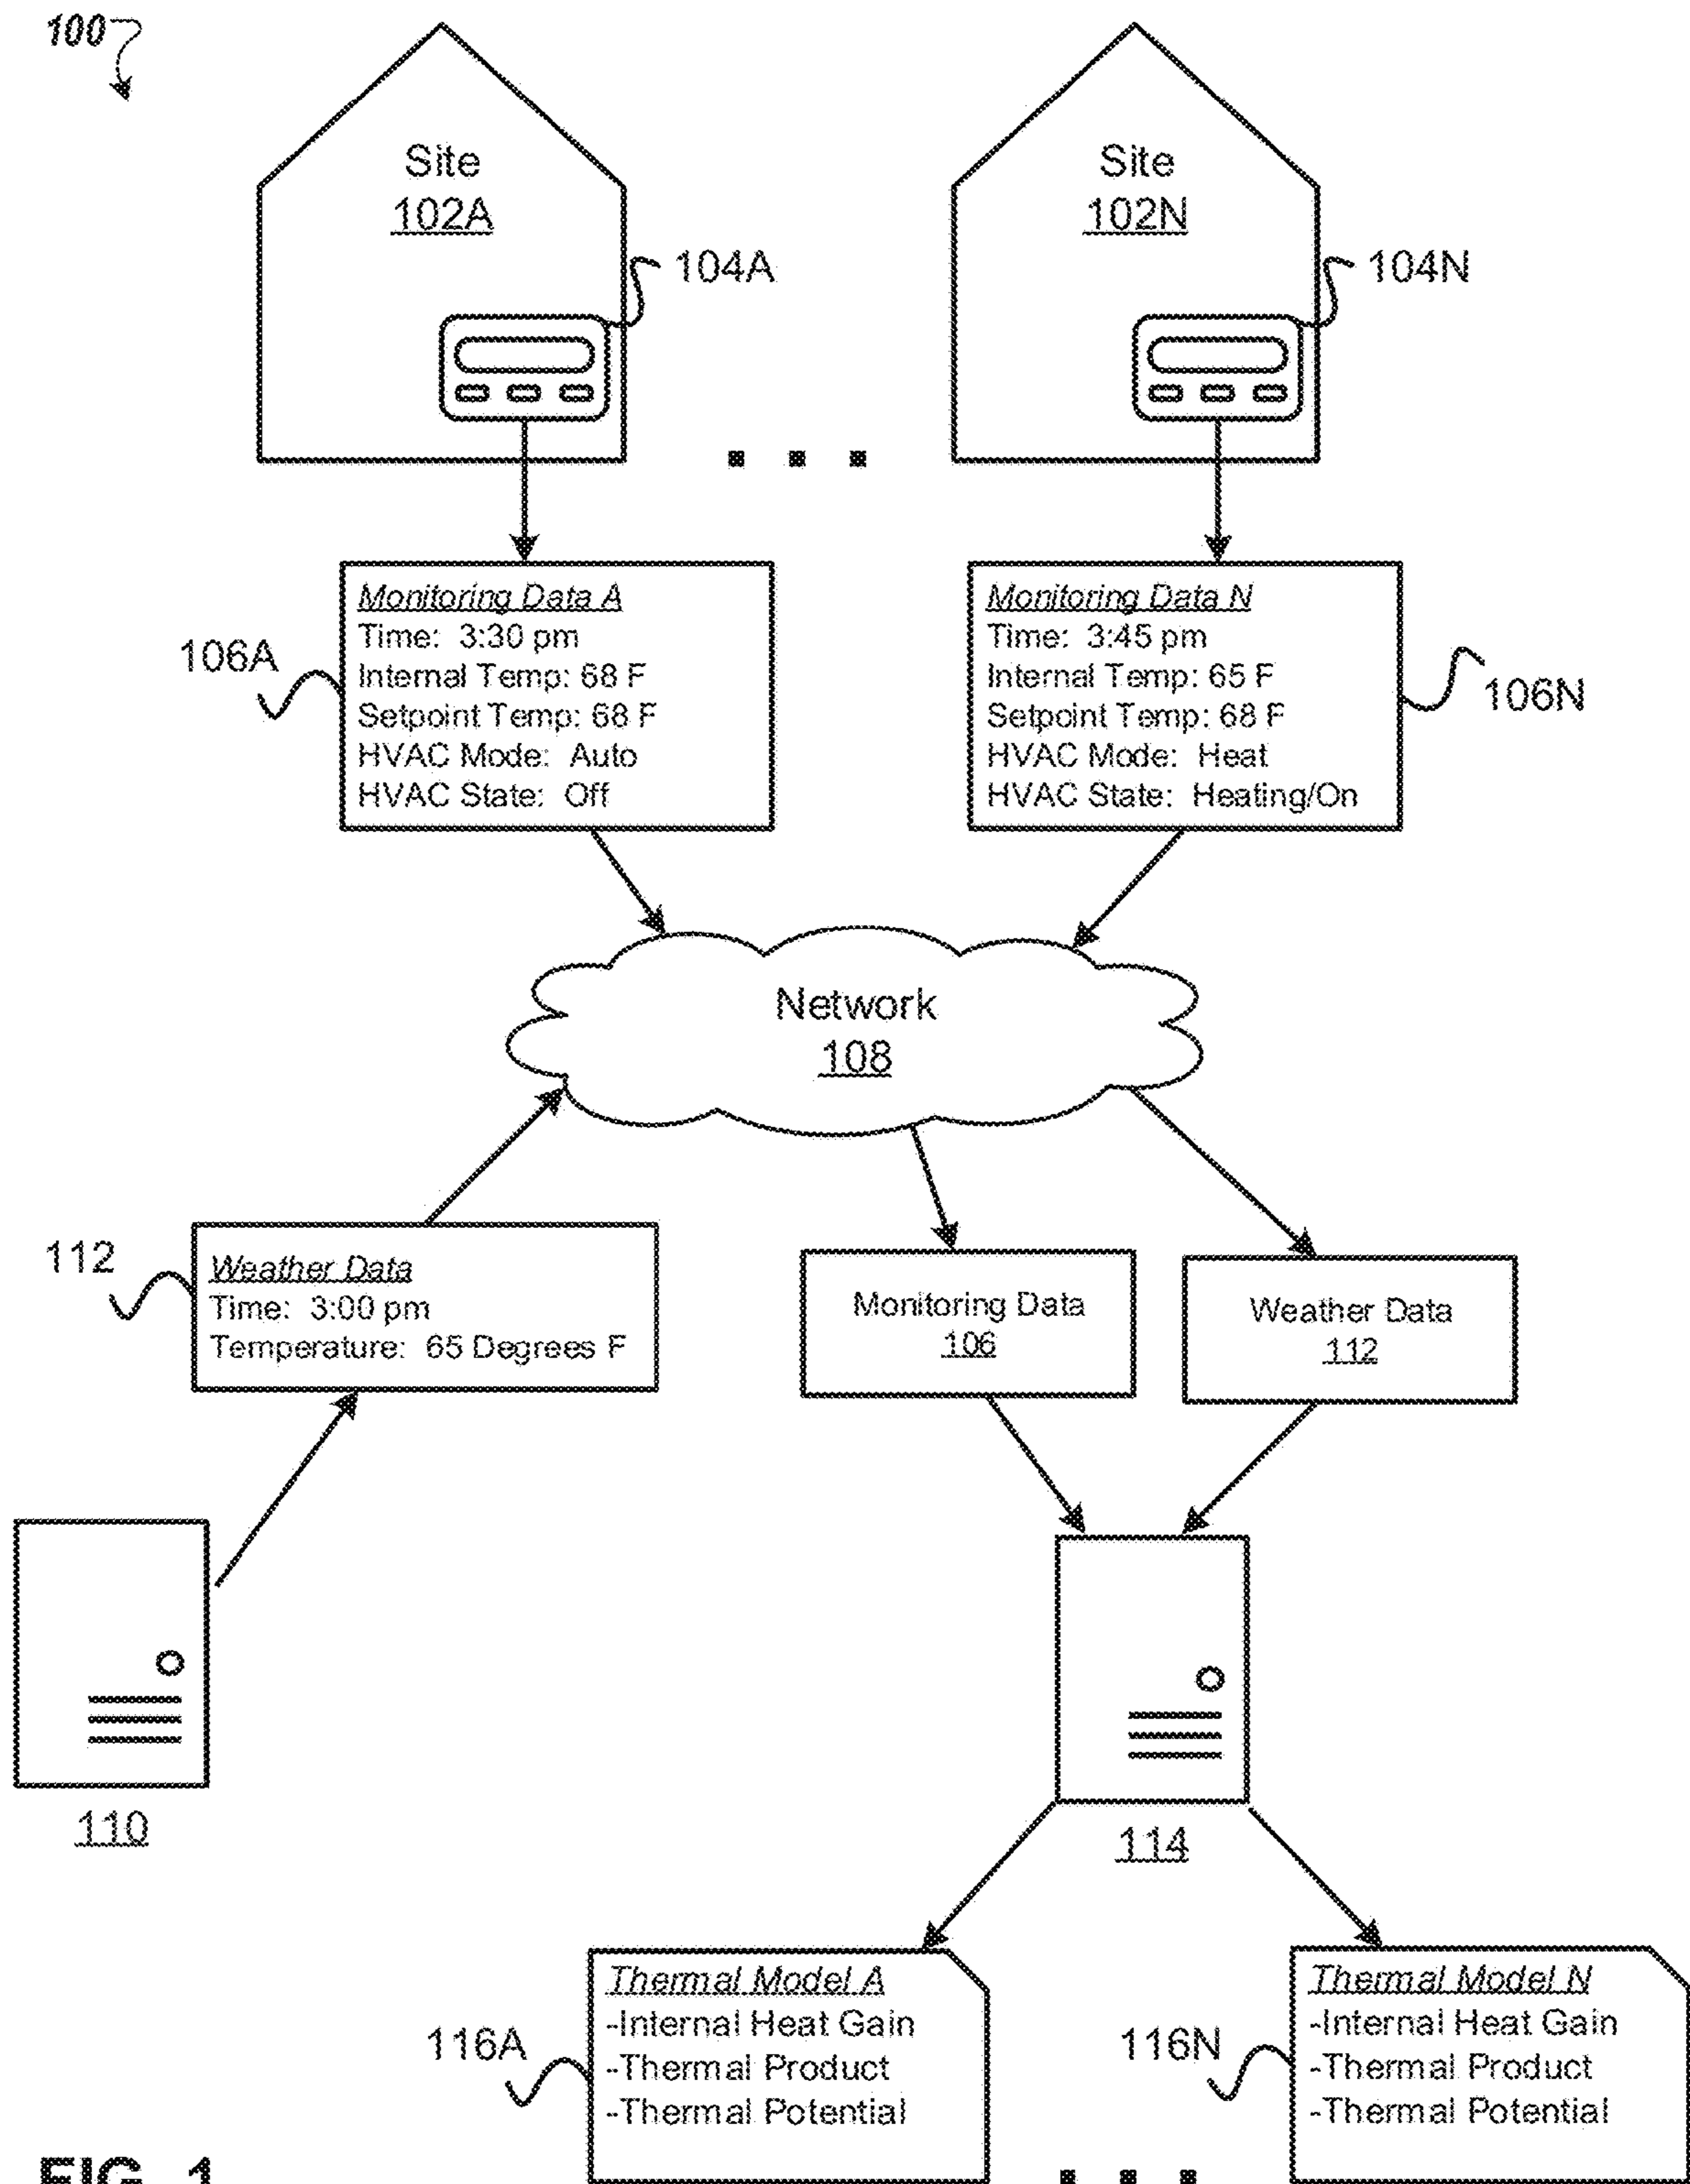 100
Site
102A
104A
Site
102N
104N
Monitoring Data A
Time: 3:30 pm
Internal Temp: 68 F
Setpoint Temp: 68 F
HVAC Mode: Auto
HVAC State: Off
106A
Monitoring Data N
Time: 3:45 pm
Internal Temp: 65 F
Setpoint Temp: 68 F
HVAC Mode: Heat
HVAC State: Heating/On
106N
Network
108
112
Weather Data
Time: 3:00 pm
Temperature: 65 Degrees F
Monitoring Data
106
Weather Data
112
110
114
116A
Thermal Model A
-Internal Heat Gain
-Thermal Product
-Thermal Potential
116N
Thermal Model N
-Internal Heat Gain
-Thermal Product
-Thermal Potential
FIG. 1